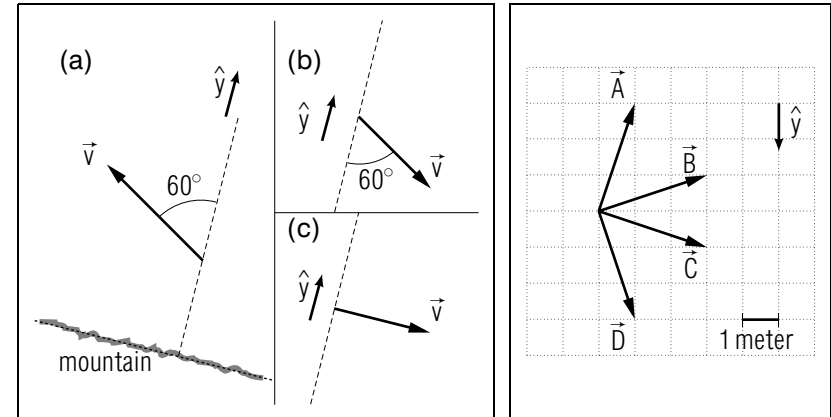 (a)
ŷ
v⃗
60°
mountain
(b)
ŷ
60°
v⃗
(c)
ŷ
v⃗
A⃗
ŷ
B⃗
C⃗
D⃗
1 meter